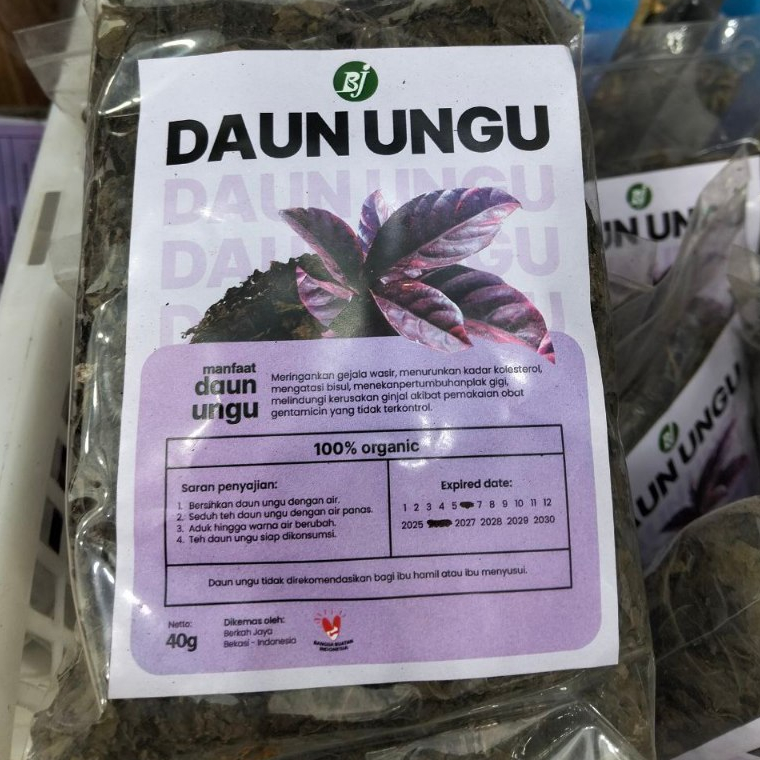 BJ
DAUN UNGU
DAUN UNGU
DAUN UNGU
manfaat
daun
ungu
Meringankan gejala wasir, menurunkan kadar kolesterol,
mengatasi bisul, menekanpertumbuhanplak gigi,
melindungi kerusakan ginjal akibat pemakaian obat
gentamicin yang tidak terkontrol.
100% organic
Saran penyajian:
1. Bersihkan daun ungu dengan air.
2. Seduh teh daun ungu dengan air panas.
3. Aduk hingga warna air berubah.
4. Teh daun ungu siap dikonsumsi.
Expired date:
1 2 3 4 5 7 8 9 10 11 12
2025 2027 2028 2029 2030
Daun ungu tidak direkomendasikan bagi ibu hamil atau ibu menyusui.
Netto:
40g
Dikemas oleh:
Berkah Jaya
Bekasi - Indonesia
BANGGA BUATAN
INDONESIA